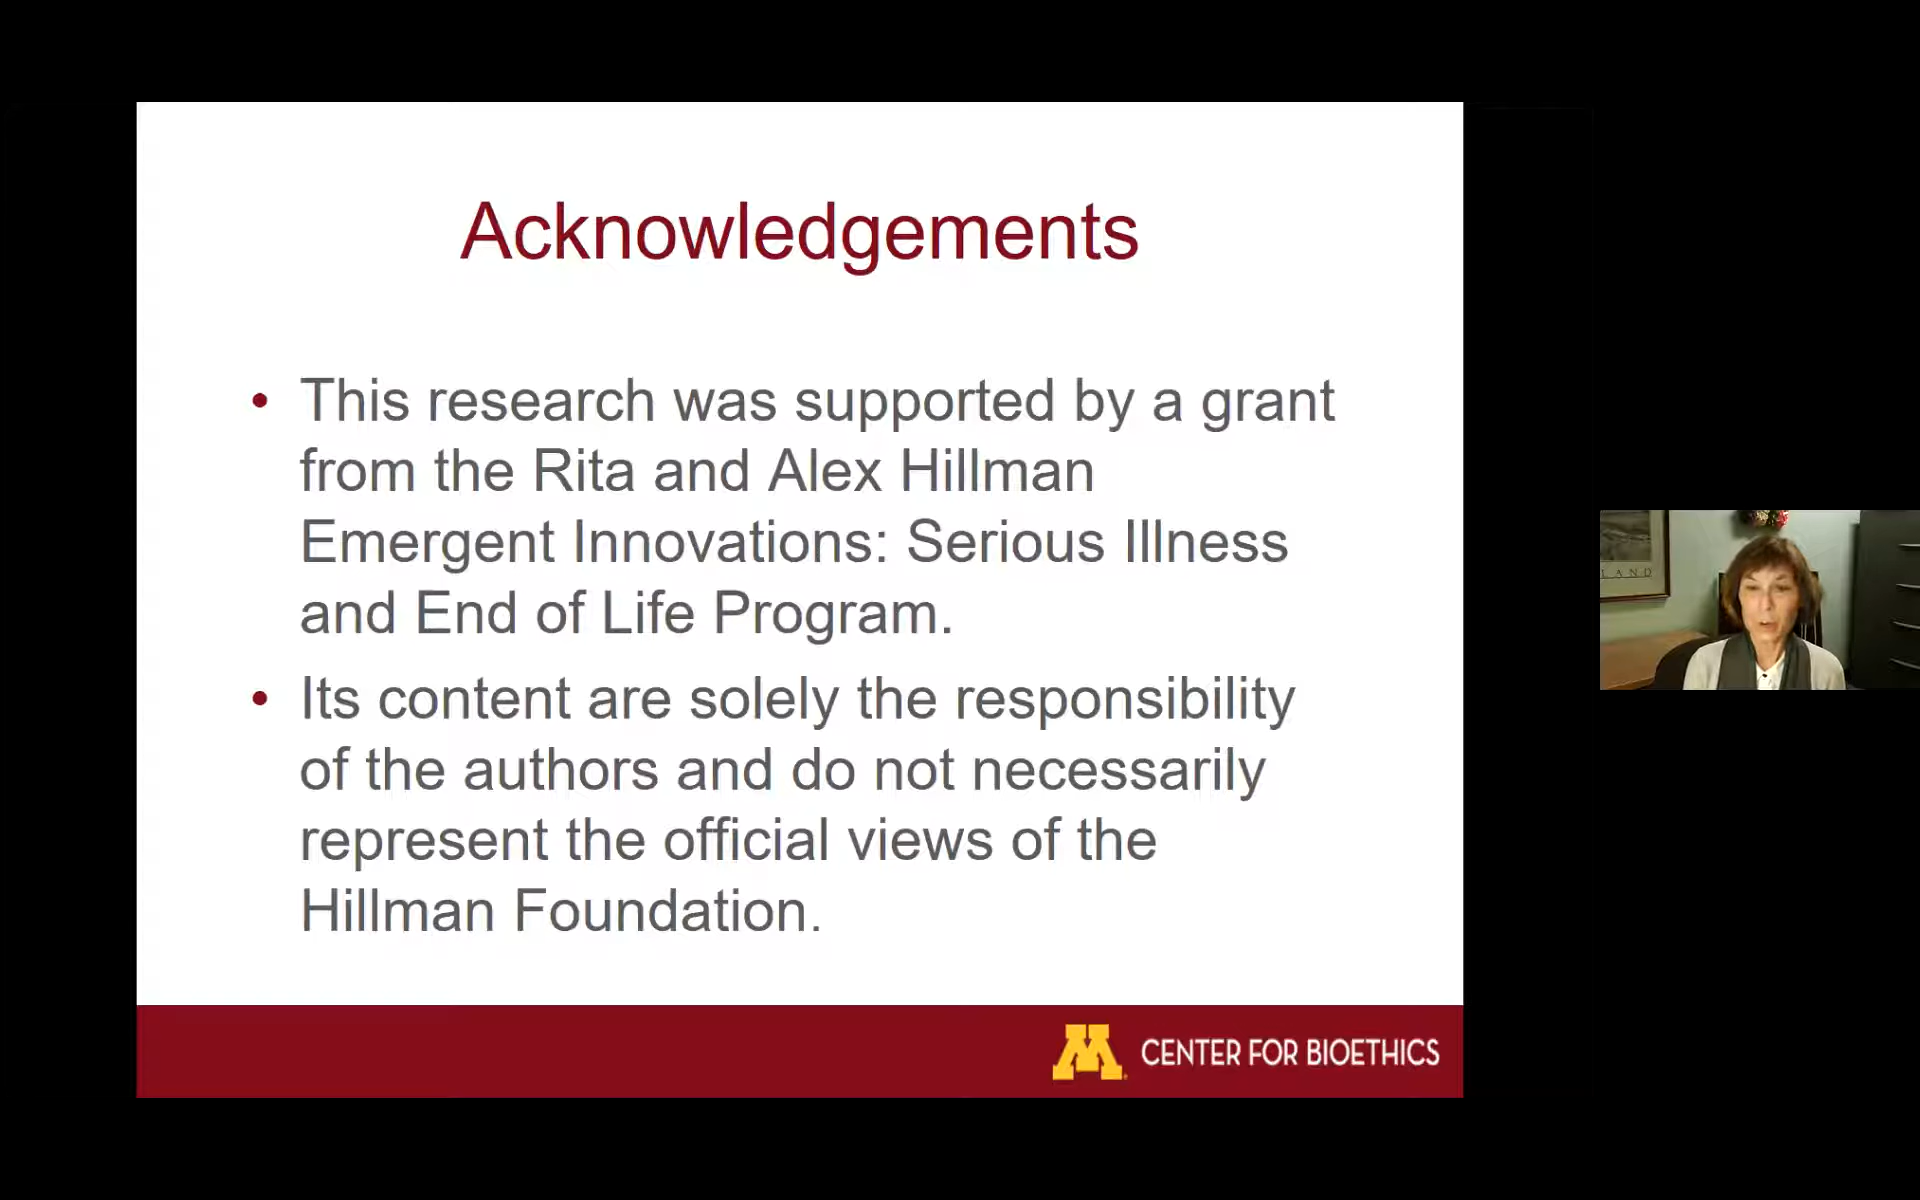 Acknowledgements
• This research was supported by a grant
from the Rita and Alex Hillman
Emergent Innovations: Serious Illness
and End of Life Program.
• Its content are solely the responsibility
of the authors and do not necessarily
represent the official views of the
Hillman Foundation.
M CENTER FOR BIOETHICS
LAND